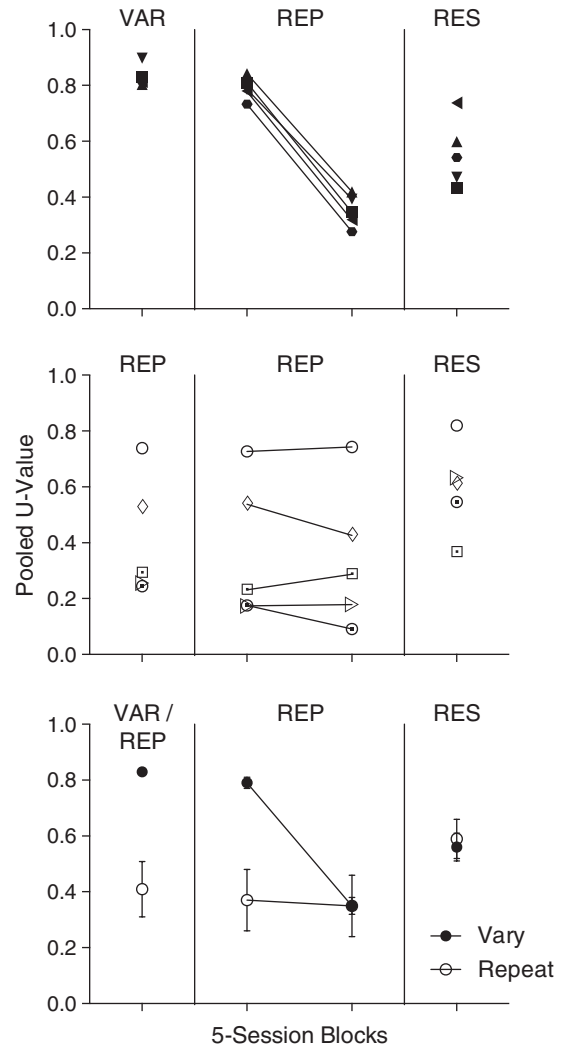 VAR REP RES
1.0
0.8
0.6
0.4
0.2
0.0
REP REP RES
1.0
0.8
0.6
0.4
0.2
0.0
Pooled U-Value
VAR / REP RES
REP
1.0
0.8
0.6
0.4
0.2
0.0
Vary
Repeat
5-Session Blocks